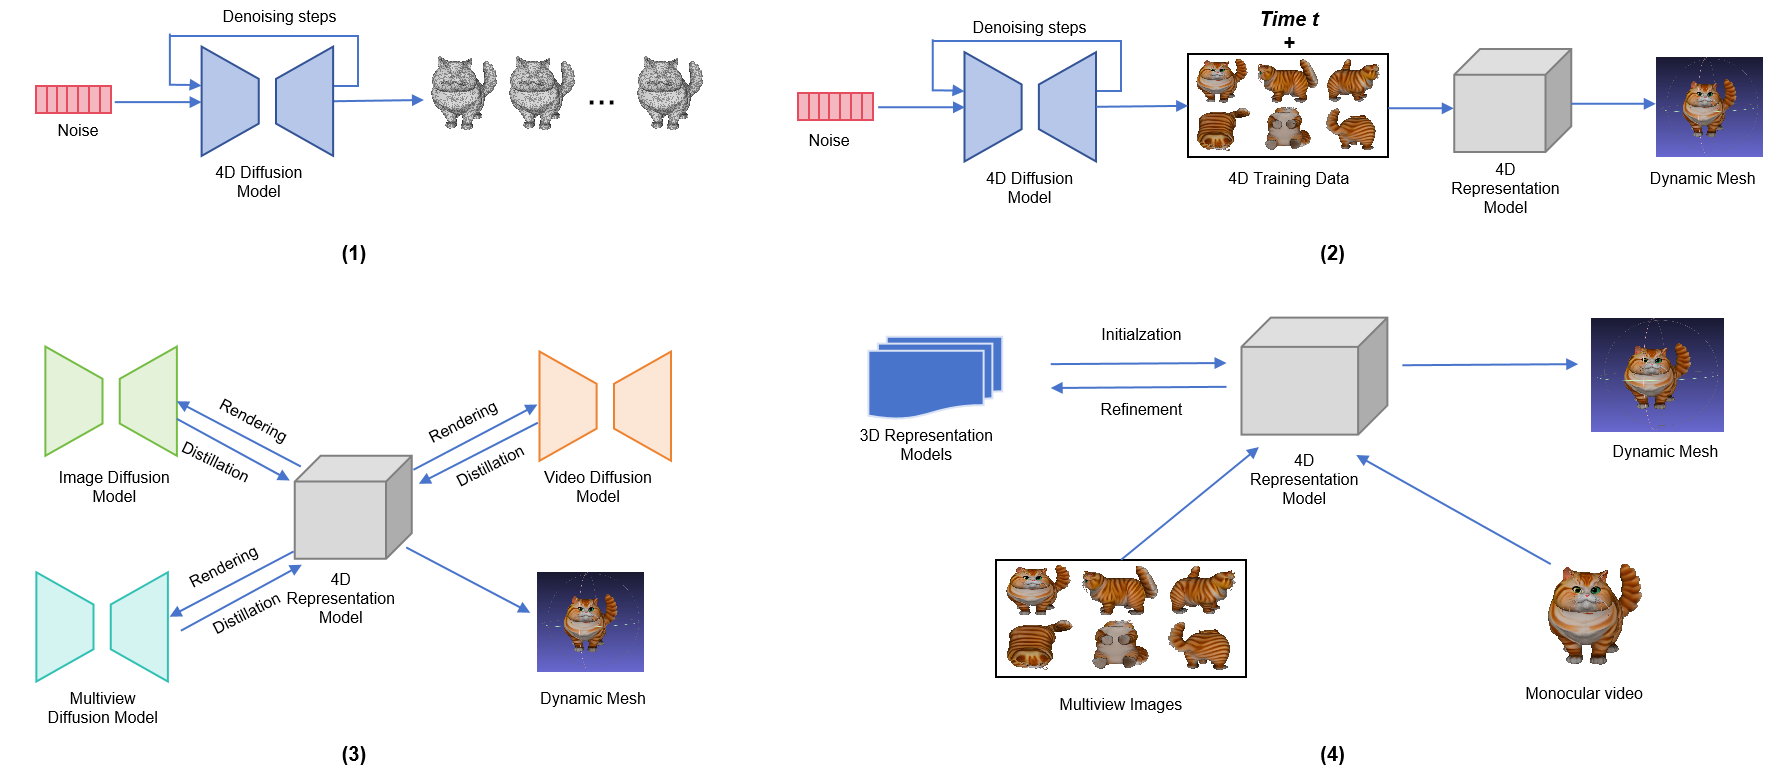 Denoising steps
Noise
4D Diffusion
Model
...
(1)
Time t
+
Denoising steps
Noise
4D Diffusion
Model
4D Training Data
4D
Representation
Model
Dynamic Mesh
(2)
Rendering
Distillation
Image Diffusion
Model
Rendering
Distillation
Video Diffusion
Model
Rendering
Distillation
4D
Representation
Model
Multiview
Diffusion Model
Dynamic Mesh
(3)
Initialzation
Refinement
3D Representation
Models
4D
Representation
Model
Dynamic Mesh
Multiview Images
Monocular video
(4)